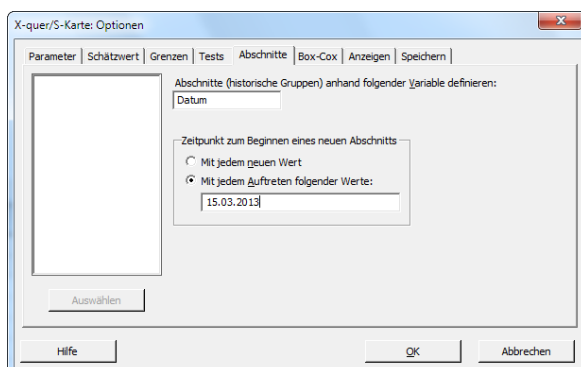 X-quer/S-Karte: Optionen
Parameter Schätzwert Grenzen Tests Abschnitte Box-Cox Anzeigen Speichern
Abschnitte (historische Gruppen) anhand folgender Variable definieren:
Datum
Zeitpunkt zum Beginnen eines neuen Abschnitts
Mit jedem neuen Wert
Mit jedem Auftreten folgender Werte:
15.03.2013
Auswählen
Hilfe OK Abbrechen